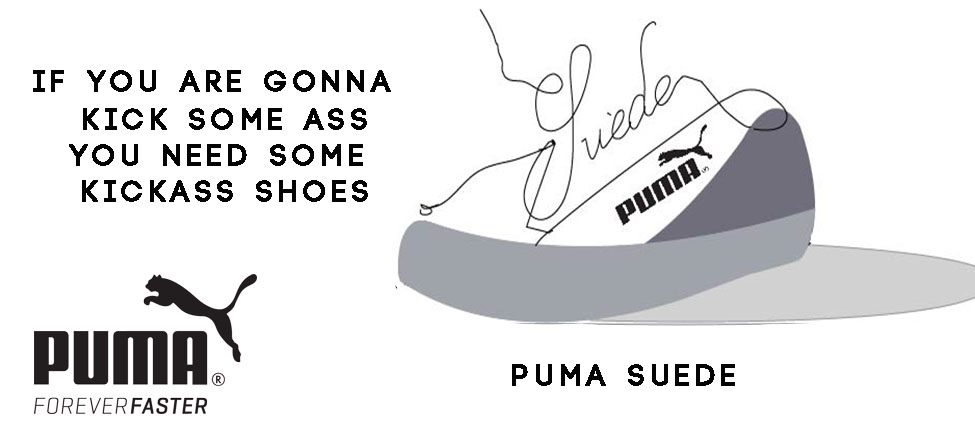 IF YOU ARE GONNA
KICK SOME ASS
YOU NEED SOME
KICKASS SHOES
Suede
PUMA
PUMA®
FOREVERFASTER
PUMA SUEDE